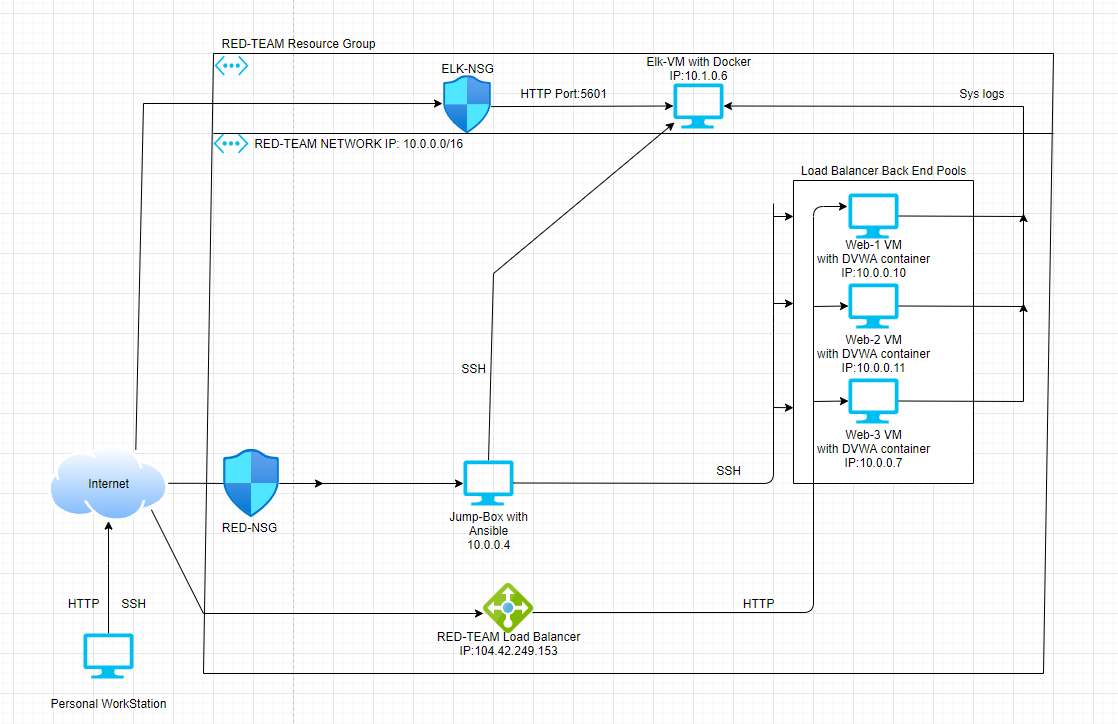 RED-TEAM Resource Group
ELK-NSG
Elk-VM with Docker
IP:10.1.0.6
HTTP Port:5601
Sys logs
RED-TEAM NETWORK IP: 10.0.0.0/16
Load Balancer Back End Pools
Web-1 VM
with DVWA container
IP:10.0.0.10
Web-2 VM
with DVWA container
IP:10.0.0.11
SSH
Web-3 VM
with DVWA container
IP:10.0.0.7
SSH
Internet
RED-NSG
Jump-Box with
Ansible
10.0.0.4
HTTP
SSH
HTTP
RED-TEAM Load Balancer
IP:104.42.249.153
Personal WorkStation